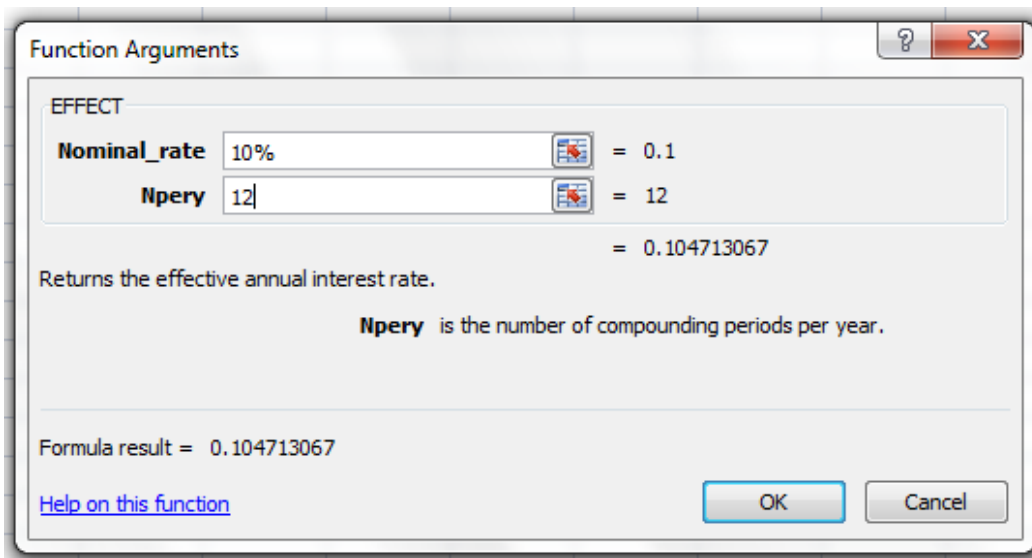 Function Arguments
EFFECT
Nominal_rate 10% = 0.1
Npery 12 = 12
= 0.104713067
Returns the effective annual interest rate.
Npery is the number of compounding periods per year.
Formula result = 0.104713067
Help on this function OK Cancel